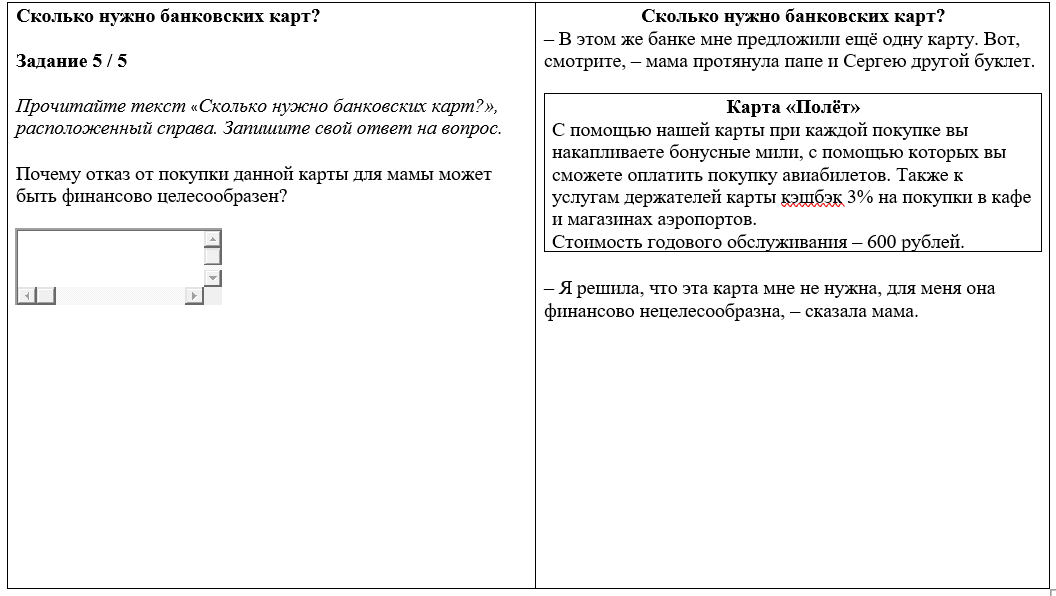 Сколько нужно банковских карт?
Задание 5 / 5
Прочитайте текст «Сколько нужно банковских карт?»,
расположенный справа. Запишите свой ответ на вопрос.
Почему отказ от покупки данной карты для мамы может
быть финансово целесообразен?
Сколько нужно банковских карт?
– В этом же банке мне предложили ещё одну карту. Вот,
смотрите, – мама протянула папе и Сергею другой буклет.
Карта «Полёт»
С помощью нашей карты при каждой покупке вы
накапливаете бонусные мили, с помощью которых вы
сможете оплатить покупку авиабилетов. Также к
услугам держателей карты кэшбэк 3% на покупки в кафе
и магазинах аэропортов.
Стоимость годового обслуживания – 600 рублей.
– Я решила, что эта карта мне не нужна, для меня она
финансово нецелесообразна, – сказала мама.